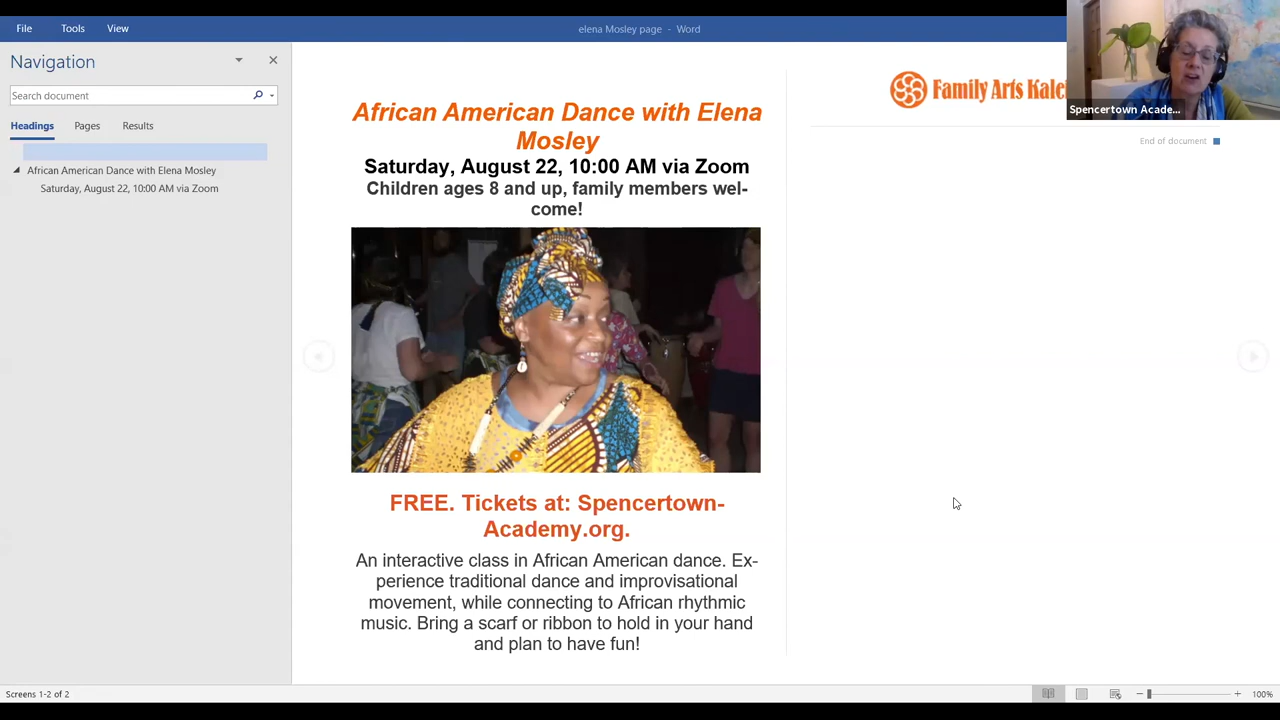 File Tools View
elena Mosley page - Word
Navigation
Search document
Headings Pages Results
African American Dance with Elena Mosley
Saturday, August 22, 10:00 AM via Zoom
African American Dance with Elena
Mosley
Saturday, August 22, 10:00 AM via Zoom
Children ages 8 and up, family members wel-
come!
FREE. Tickets at: Spencertown-
Academy.org.
An interactive class in African American dance. Ex-
perience traditional dance and improvisational
movement, while connecting to African rhythmic
music. Bring a scarf or ribbon to hold in your hand
and plan to have fun!
Family Arts Kalei
End of document
Spencertown Acade...
Screens 1-2 of 2
100%